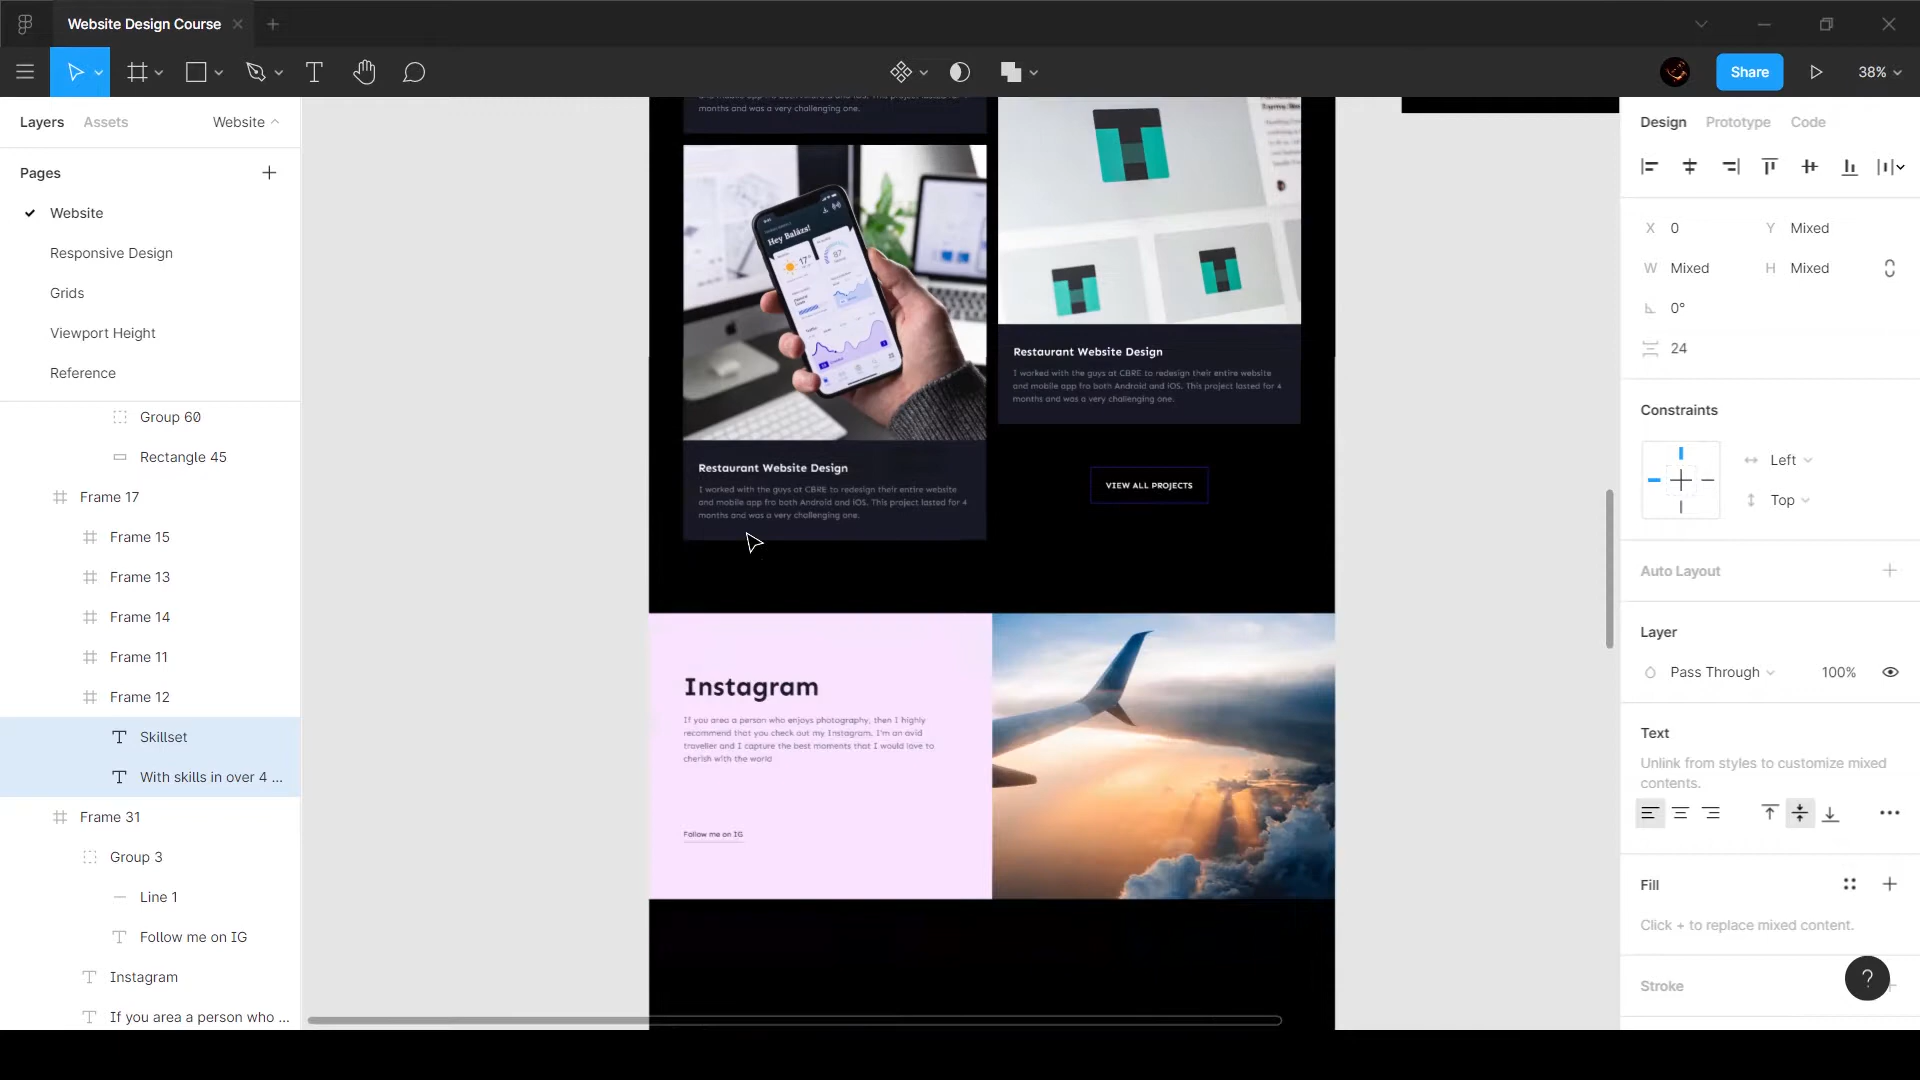 Website Design Course
Share
38%
Layers
Assets
Website
Pages
Website
Responsive Design
Grids
Viewport Height
Reference
Group 60
Rectangle 45
Frame 17
Frame 15
Frame 13
Frame 14
Frame 11
Frame 12
Skillset
With skills in over 4 ...
Frame 31
Group 3
Line 1
Follow me on IG
Instagram
If you area a person who ...
months and was a very challenging one.
Hey Balázs!
17°
87
Restaurant Website Design
I worked with the guys at CBRE to redesign their entire website
and mobile app fro both Android and iOS. This project lasted for 4
months and was a very challenging one.
Restaurant Website Design
I worked with the guys at CBRE to redesign their entire website
and mobile app fro both Android and iOS. This project lasted for 4
months and was a very challenging one.
VIEW ALL PROJECTS
Instagram
If you area a person who enjoys photography, then I highly
recommend that you check out my Instagram. I'm an avid
traveller and I capture the best moments that I would love to
cherish with the world
Follow me on IG
Design
Prototype
Code
X 0
Y Mixed
W Mixed
H Mixed
0°
24
Constraints
Left
Top
Auto Layout
Layer
Pass Through
100%
Text
Unlink from styles to customize mixed
contents.
Fill
Click + to replace mixed content.
Stroke
?